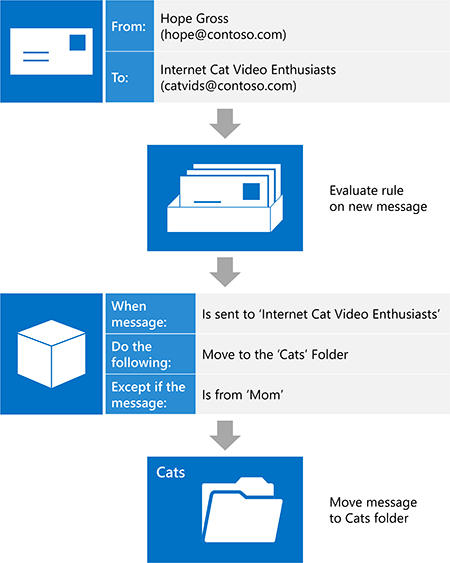 From:
Hope Gross
(hope@contoso.com)
To:
Internet Cat Video Enthusiasts
(catvids@contoso.com)
Evaluate rule
on new message
When
message:
Is sent to ‘Internet Cat Video Enthusiasts’
Do the
following:
Move to the ‘Cats’ Folder
Except if the
message:
Is from ‘Mom’
Cats
Move message
to Cats folder